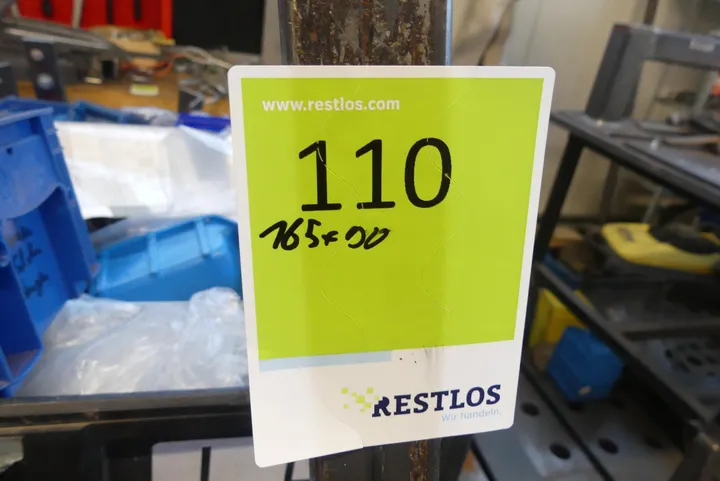 www.restlos.com
110
165x90
RESTLOS
Wir handeln.